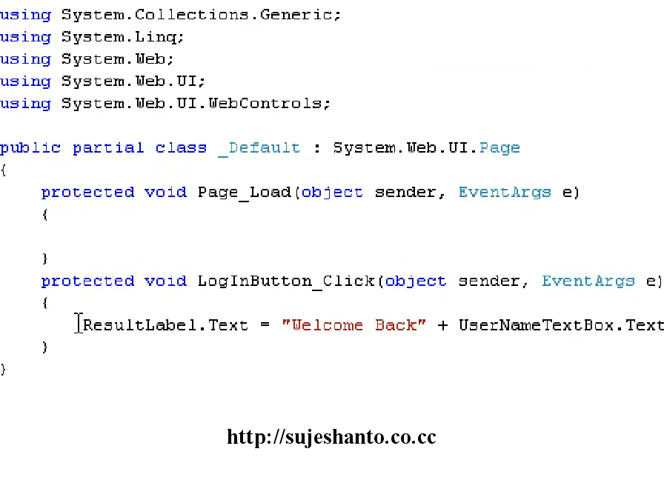 using System.Collections.Generic;
using System.Linq;
using System.Web;
using System.Web.UI;
using System.Web.UI.WebControls;
public partial class _Default : System.Web.UI.Page
{
protected void Page_Load(object sender, EventArgs e)
{
}
protected void LogInButton_Click(object sender, EventArgs e)
{
ResultLabel.Text = "Welcome Back" + UserNameTextBox.Text
}
}
http://sujeshanto.co.cc